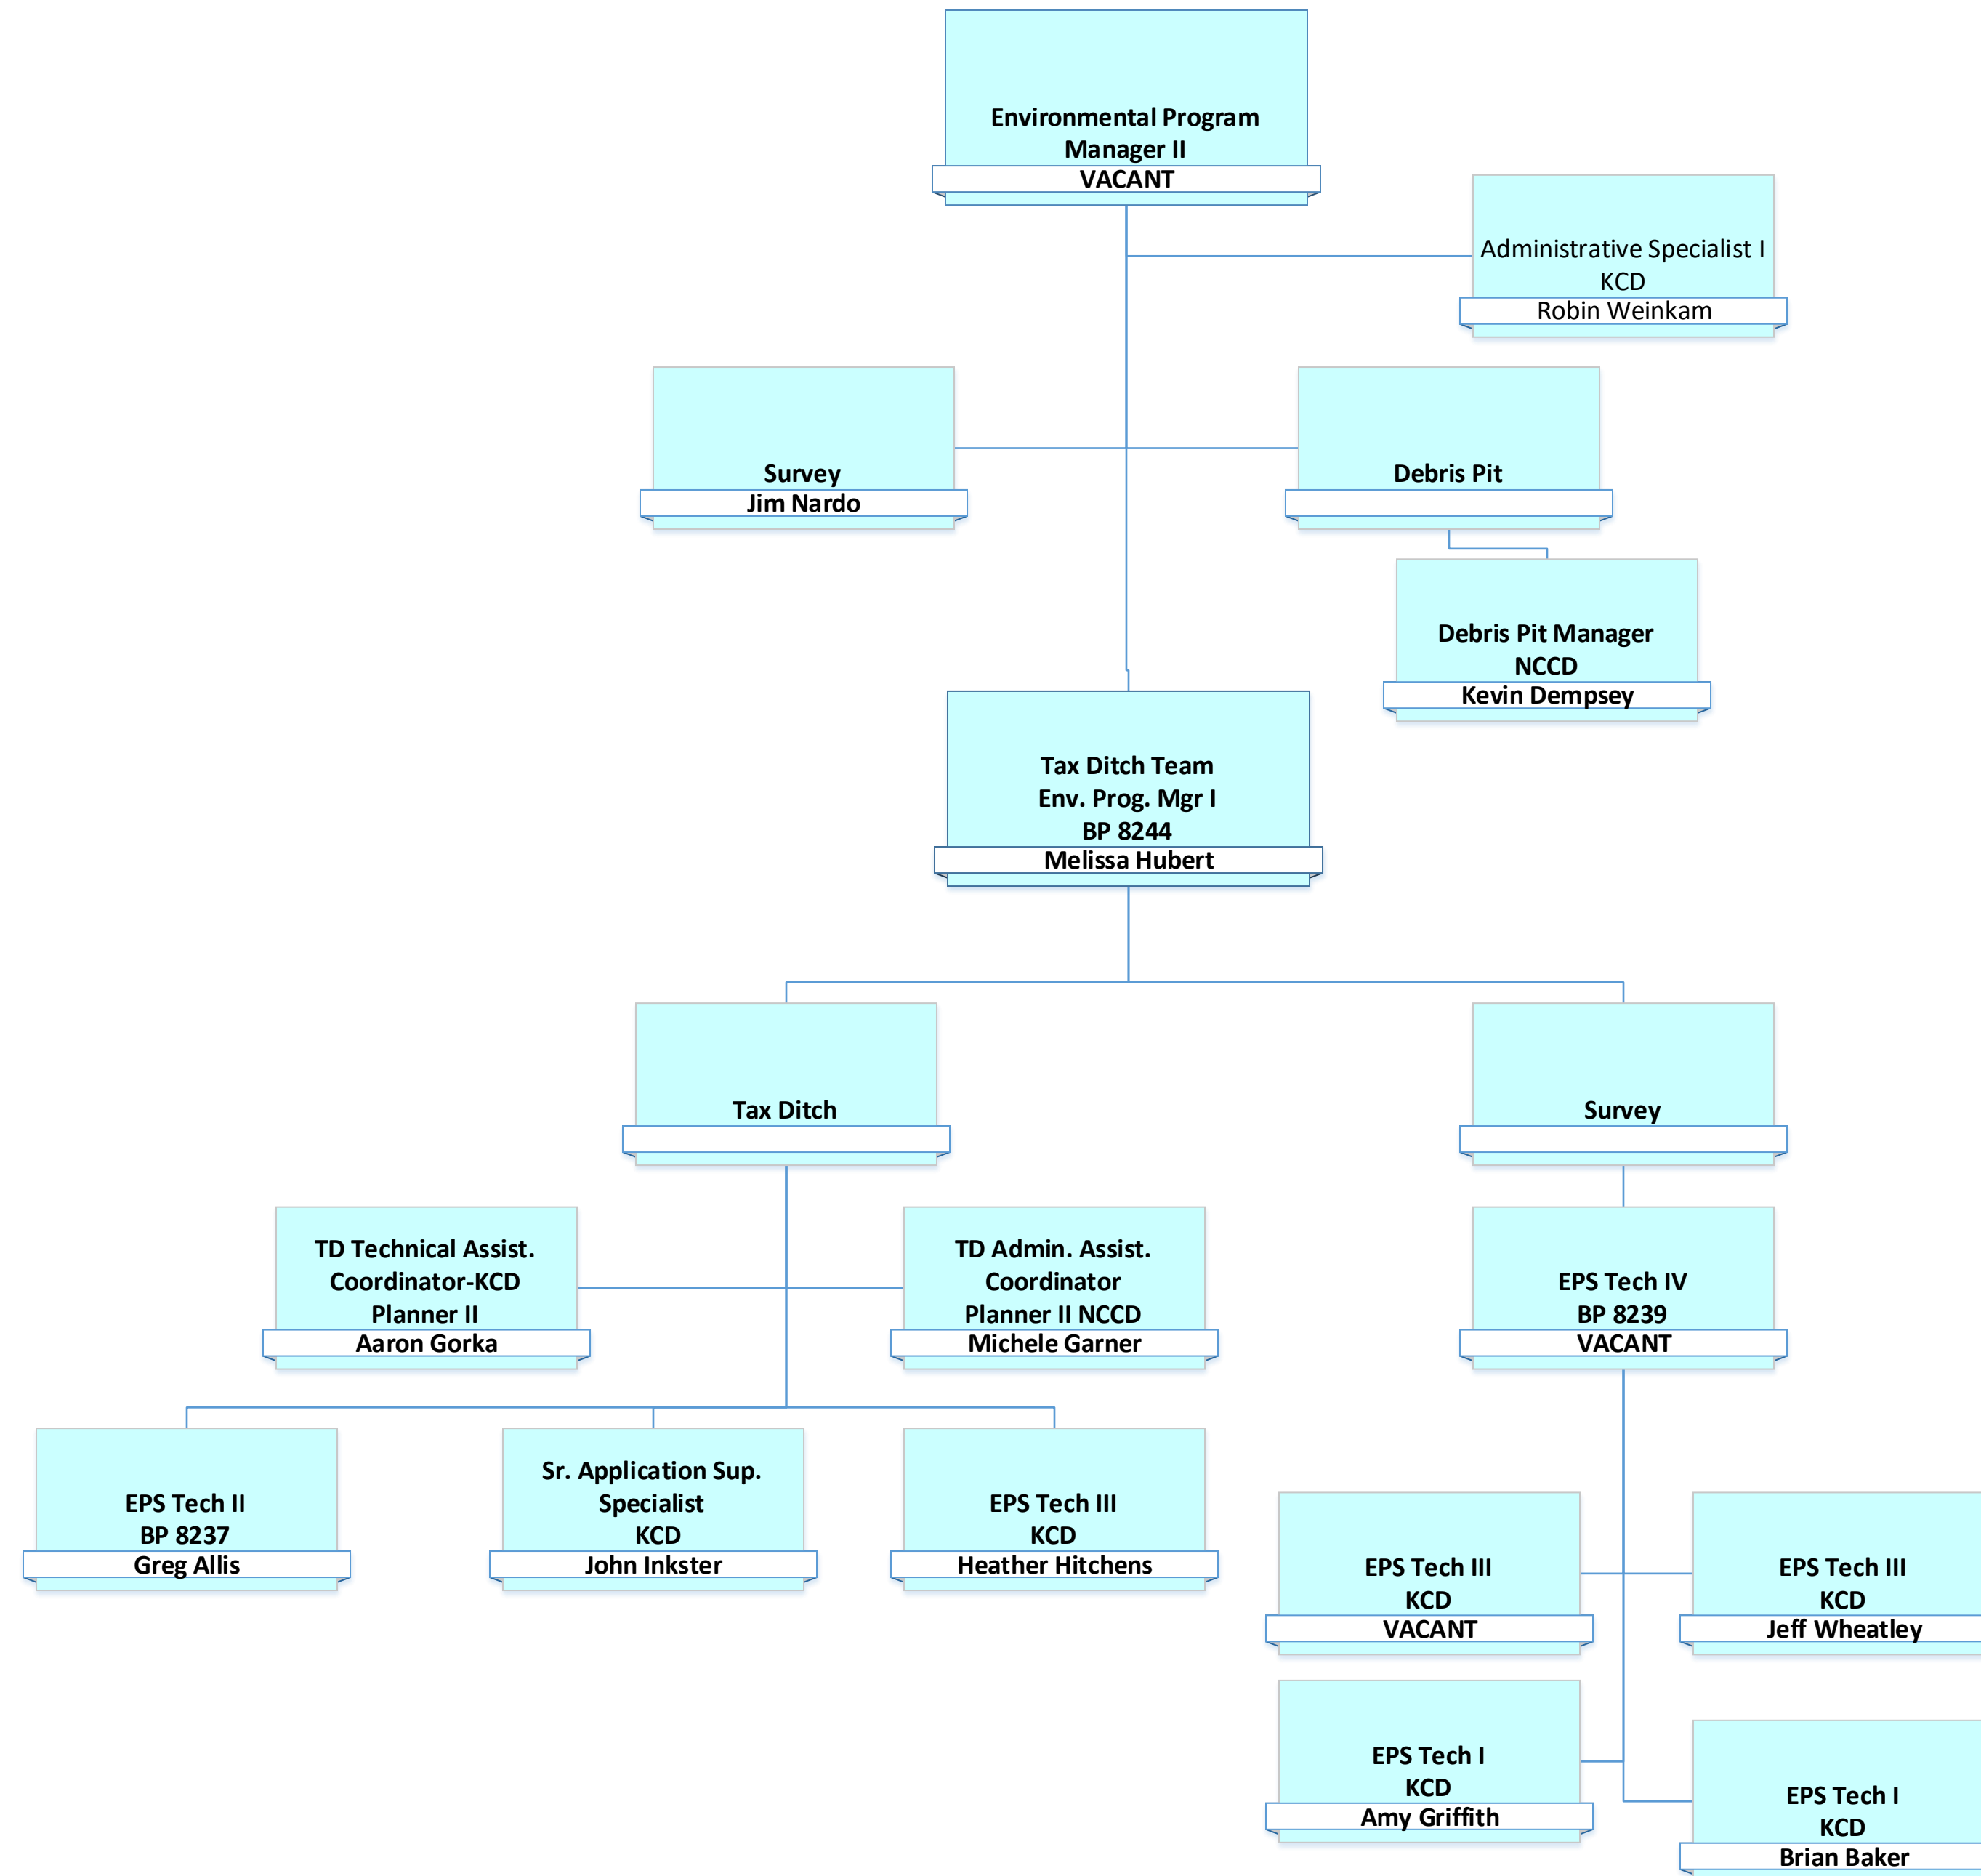 Environmental Program
Manager II
VACANT
Administrative Specialist I
KCD
Robin Weinkam
Survey
Jim Nardo
Debris Pit
Debris Pit Manager
NCCD
Kevin Dempsey
Tax Ditch Team
Env. Prog. Mgr I
BP 8244
Melissa Hubert
Tax Ditch
Survey
TD Technical Assist.
Coordinator-KCD
Planner II
Aaron Gorka
TD Admin. Assist.
Coordinator
Planner II NCCD
Michele Garner
EPS Tech IV
BP 8239
VACANT
EPS Tech II
BP 8237
Greg Allis
Sr. Application Sup.
Specialist
KCD
John Inkster
EPS Tech III
KCD
Heather Hitchens
EPS Tech III
KCD
VACANT
EPS Tech III
KCD
Jeff Wheatley
EPS Tech I
KCD
Amy Griffith
EPS Tech I
KCD
Brian Baker